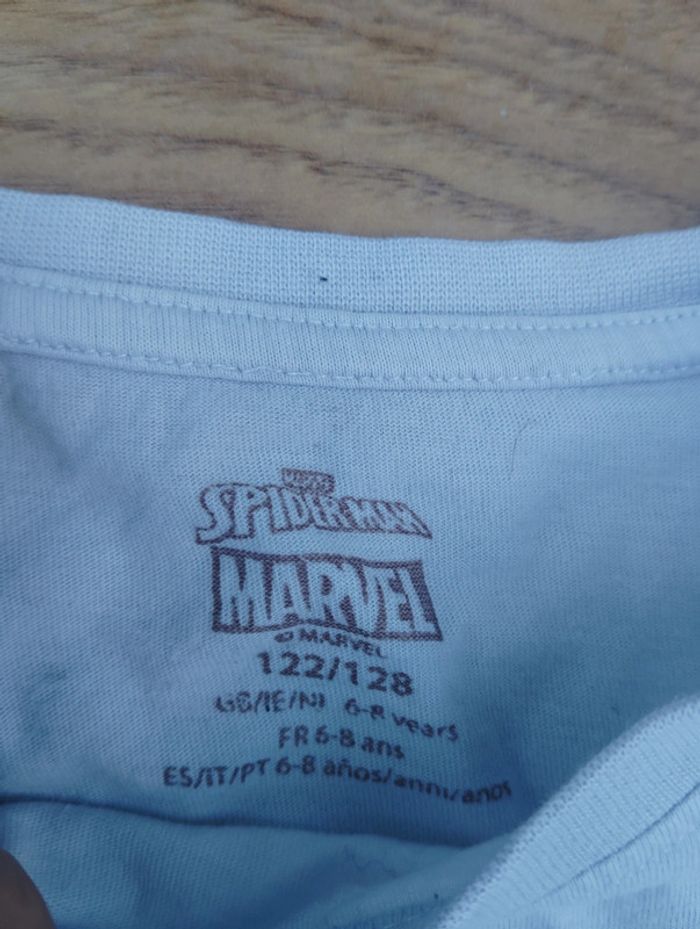 MARVEL
SPIDER-MAN
MARVEL
© MARVEL
122/128
GB/IE/NI 6-8 years
FR 6-8 ans
ES/IT/PT 6-8 años/anni/anos